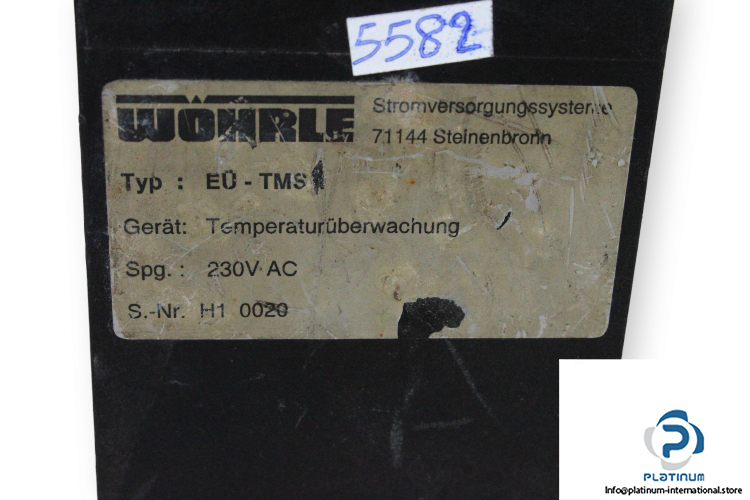 5582
WÖHRLE
Stromversorgungssysteme
71144 Steinenbronn
Typ : EÜ - TMS 1
Gerät: Temperaturüberwachung
Spg. : 230V AC
S.-Nr. H1 0020
PLATINUM
Info@platinum-international.store